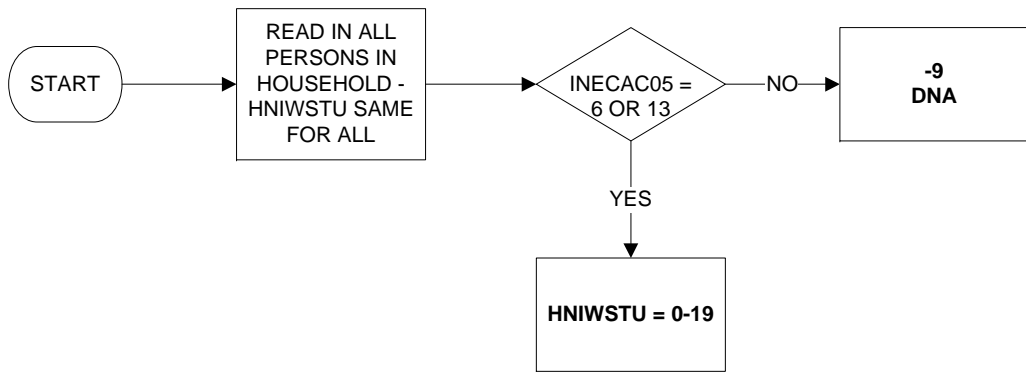 START
READ IN ALL
PERSONS IN
HOUSEHOLD -
HNIWSTU SAME
FOR ALL
INECAC05 =
6 OR 13
NO
-9
DNA
YES
HNIWSTU = 0-19